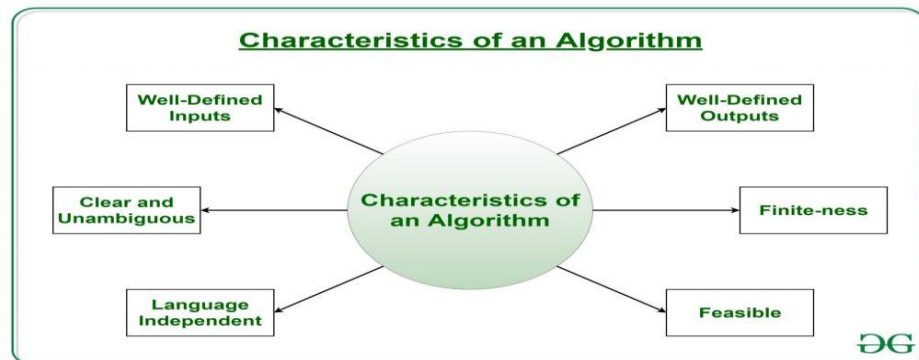 Characteristics of an Algorithm
Well-Defined
Inputs
Well-Defined
Outputs
Clear and
Unambiguous
Characteristics of
an Algorithm
Finite-ness
Language
Independent
Feasible